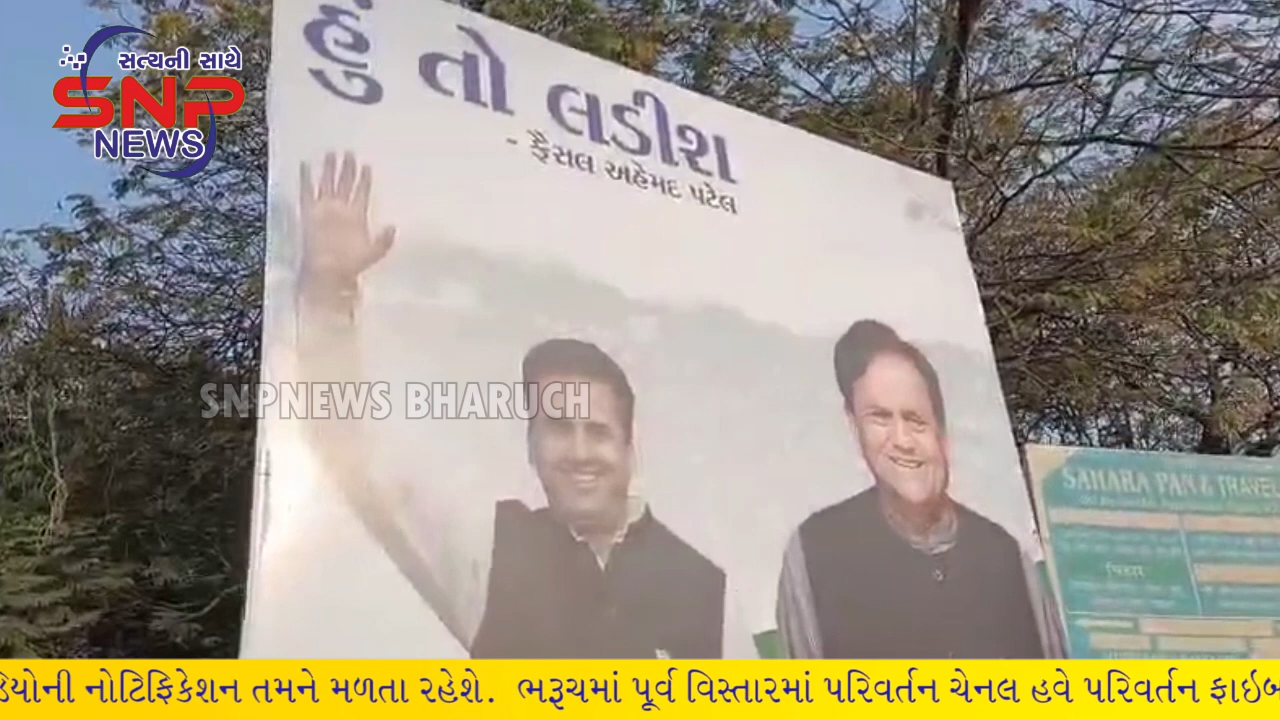 સત્યની સાથે
SNP
NEWS
હું તો લડીશ
- ફૈસલ અહેમદ પટેલ
SNPNEWS BHARUCH
SAHARA PAN & TRAVEL
ડિયોની નોટિફિકેશન તમને મળતા રહેશે. ભરૂચમાં પૂર્વ વિસ્તારમાં પરિવર્તન ચેનલ હવે પરિવર્તન ફાઇબ